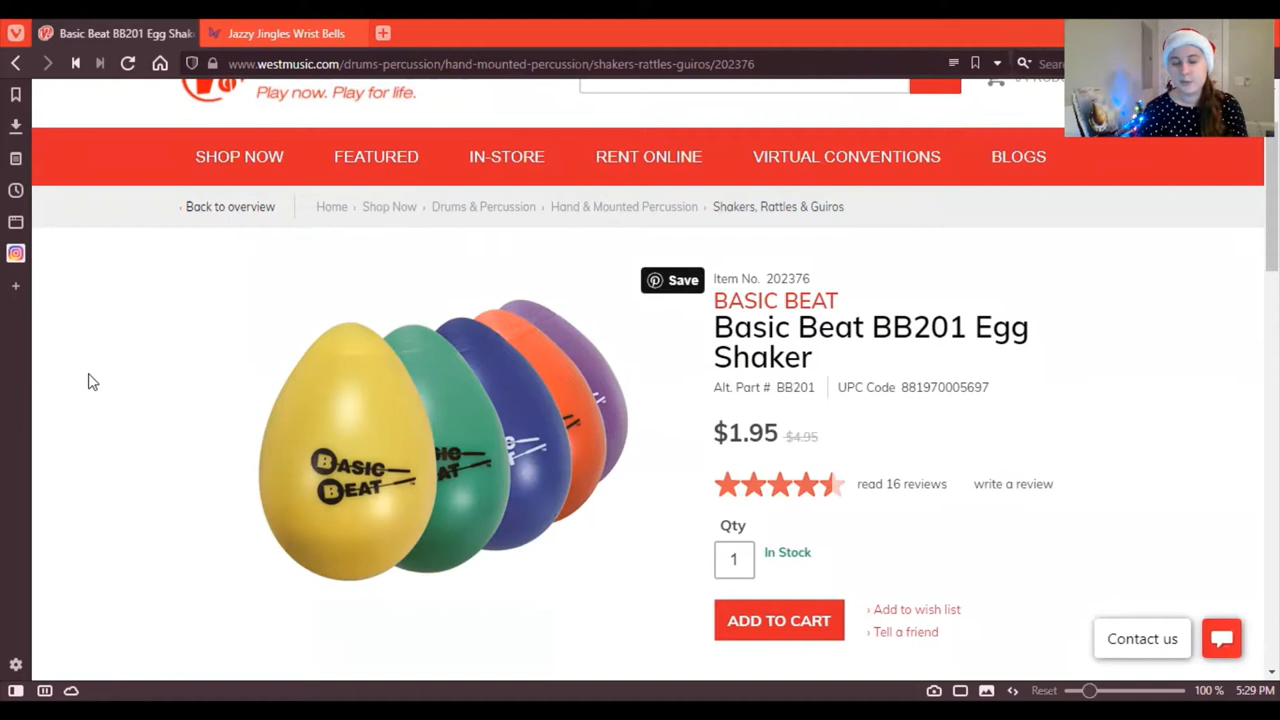 Basic Beat BB201 Egg Shak
Jazzy Jingles Wrist Bells
www.westmusic.com/drums-percussion/hand-mounted-percussion/shakers-rattles-guiros/202376
Play now. Play for life.
SHOP NOW FEATURED IN-STORE RENT ONLINE VIRTUAL CONVENTIONS BLOGS
‹ Back to overview Home › Shop Now › Drums & Percussion › Hand & Mounted Percussion › Shakers, Rattles & Guiros
Save
Item No. 202376
BASIC BEAT
Basic Beat BB201 Egg
Shaker
Alt. Part # BB201 UPC Code 881970005697
$1.95 $4.95
read 16 reviews write a review
Qty
1 In Stock
ADD TO CART
› Add to wish list
› Tell a friend
BASIC
BEAT
Contact us
Reset 100 % 5:29 PM